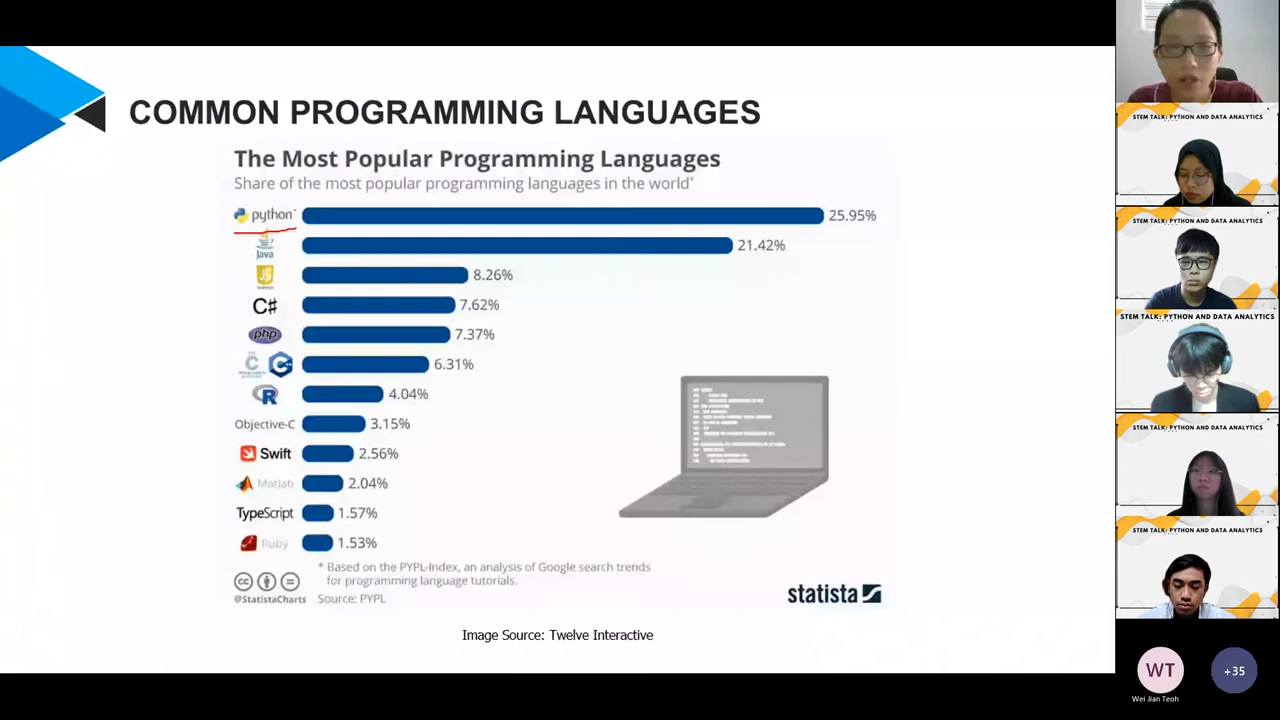 COMMON PROGRAMMING LANGUAGES
The Most Popular Programming Languages
Share of the most popular programming languages in the world*
python 25.95%
Java 21.42%
JS 8.26%
C# 7.62%
php 7.37%
C C++ 6.31%
R 4.04%
Objective-C 3.15%
Swift 2.56%
Matlab 2.04%
TypeScript 1.57%
Ruby 1.53%
* Based on the PYPL-Index, an analysis of Google search trends
for programming language tutorials.
cc
@StatistaCharts Source: PYPL
statista
Image Source: Twelve Interactive
STEM TALK: PYTHON AND DATA ANALYTICS
STEM TALK: PYTHON AND DATA ANALYTICS
STEM TALK: PYTHON AND DATA ANALYTICS
STEM TALK: PYTHON AND DATA ANALYTICS
STEM TALK: PYTHON AND DATA ANALYTICS
WT
+35
Wei Jian Teoh